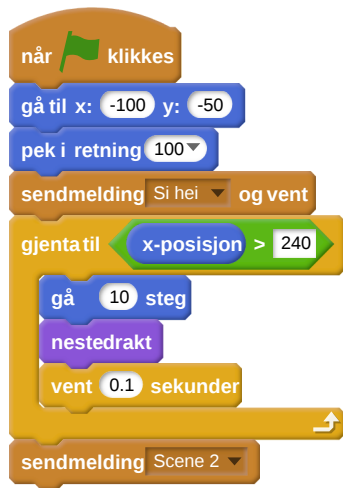 når klikkes
gå til x: -100 y: -50
pek i retning 100
sendmelding Si hei og vent
gjenta til x-posisjon > 240
gå 10 steg
nestedrakt
vent 0.1 sekunder
sendmelding Scene 2